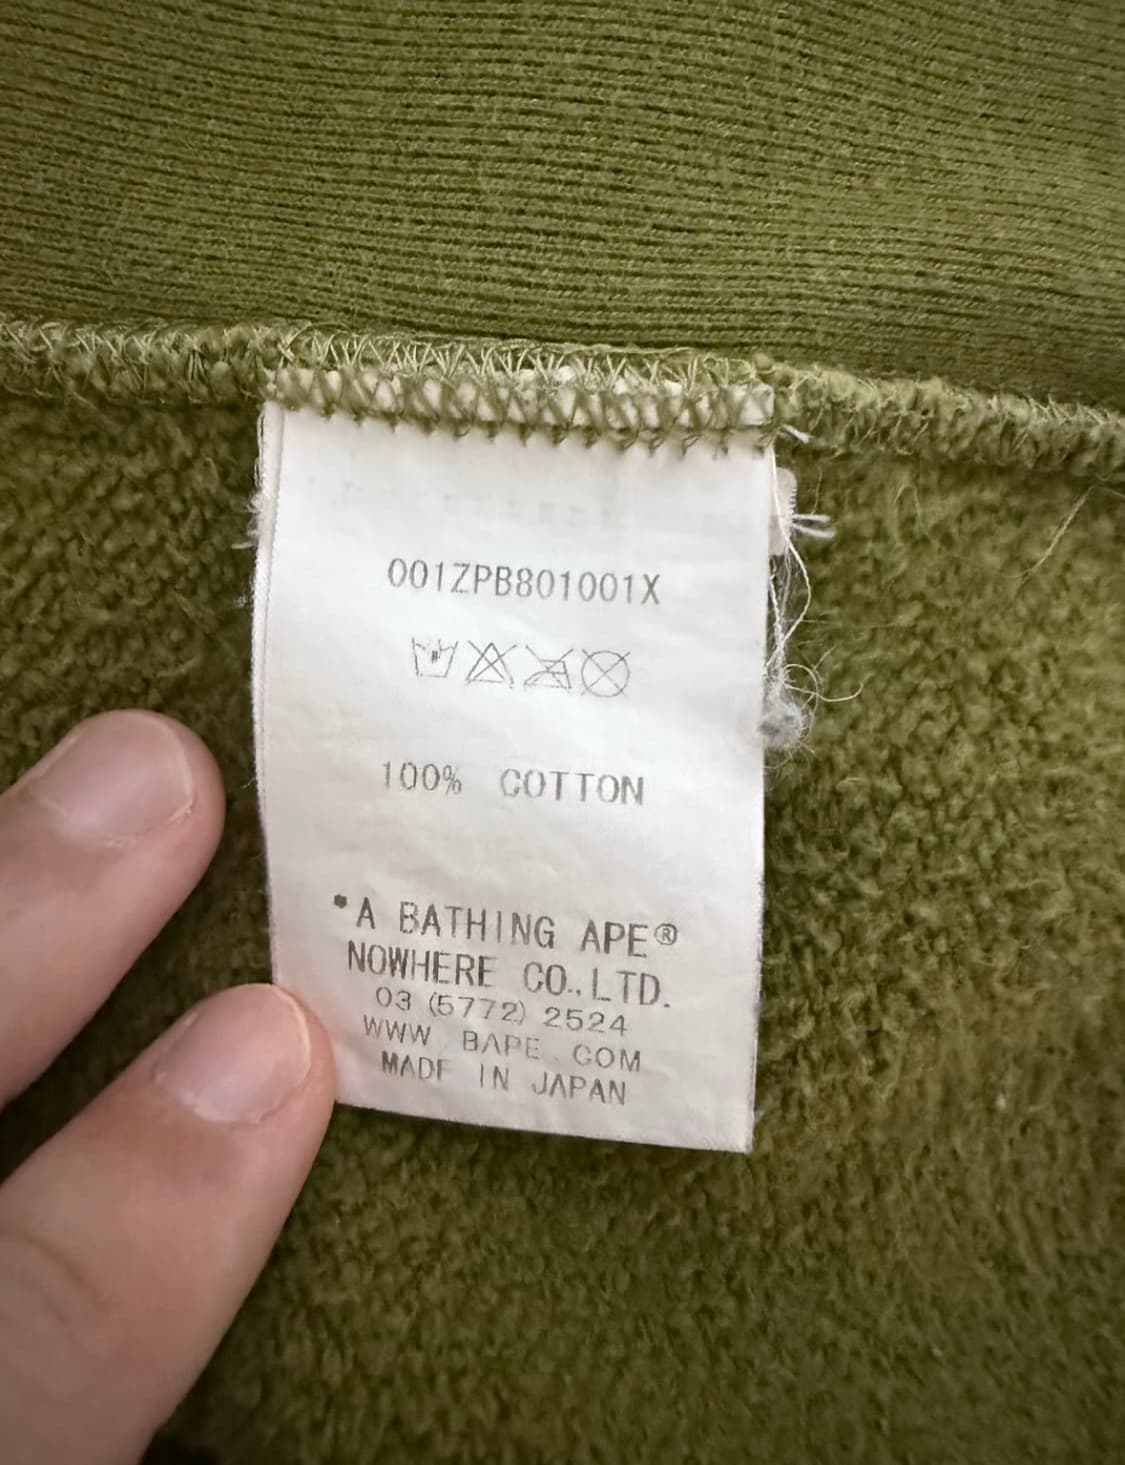 001ZPB801001X
100% COTTON
*A BATHING APE®
NOWHERE CO.,LTD.
03 (5772) 2524
WWW . BAPE . COM
MADE IN JAPAN